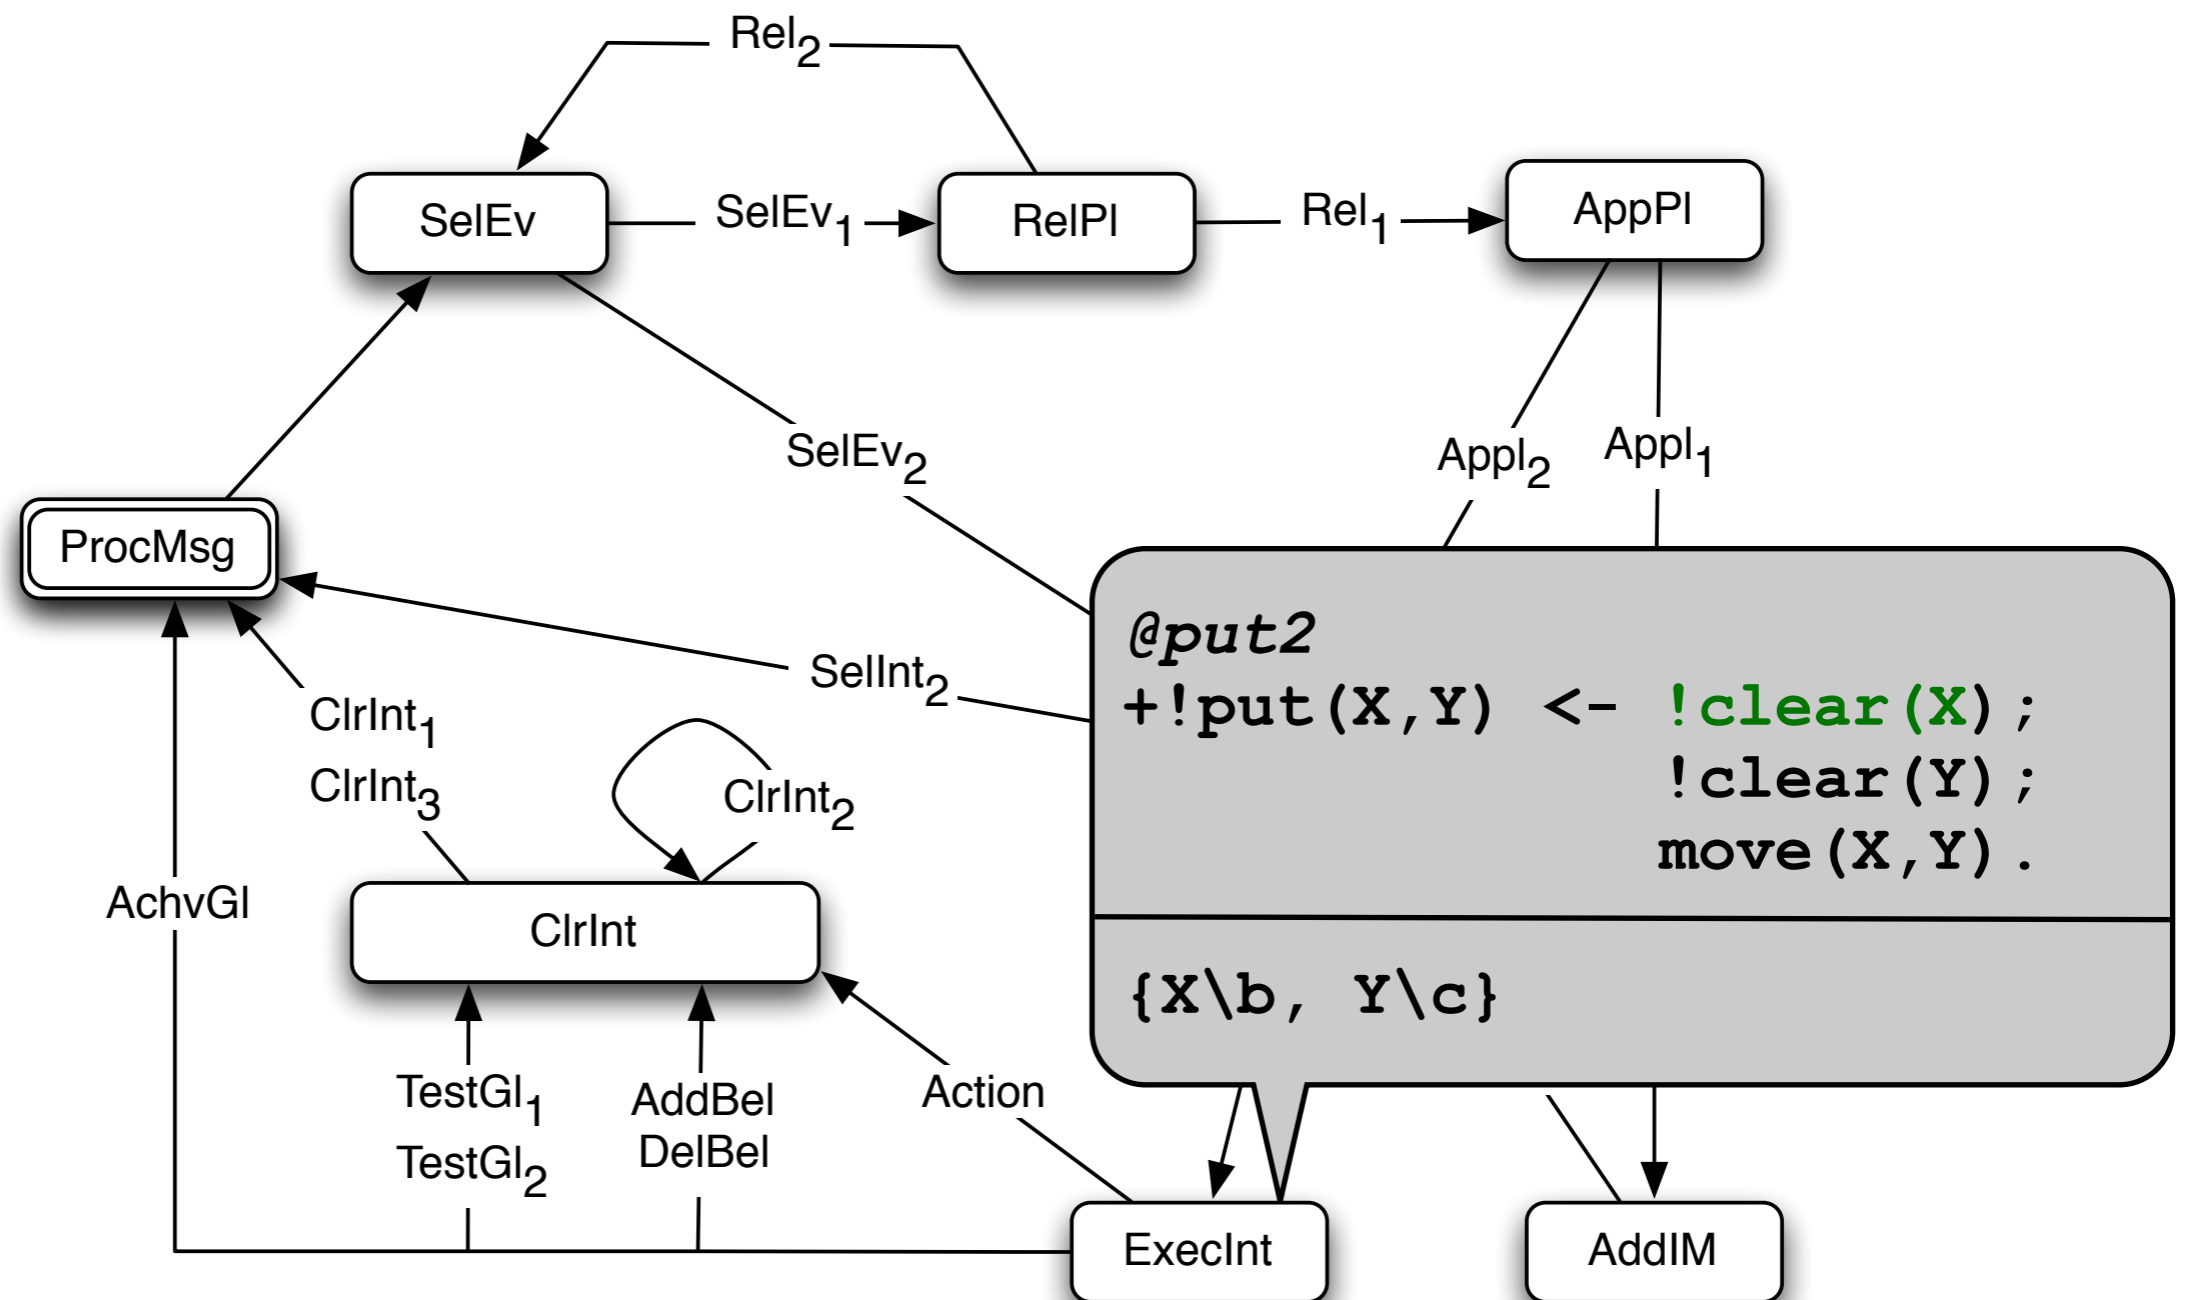 Rel2
SelEv
SelEv1
RelPl
Rel1
AppPl
SelEv2
Appl2
Appl1
ProcMsg
SelInt2
ClrInt1
ClrInt3
ClrInt2
@put2
+!put(X,Y) <- !clear(X);
!clear(Y);
move(X,Y).
{X\b, Y\c}
AchvGl
ClrInt
TestGl1
TestGl2
AddBel
DelBel
Action
ExecInt
AddIM